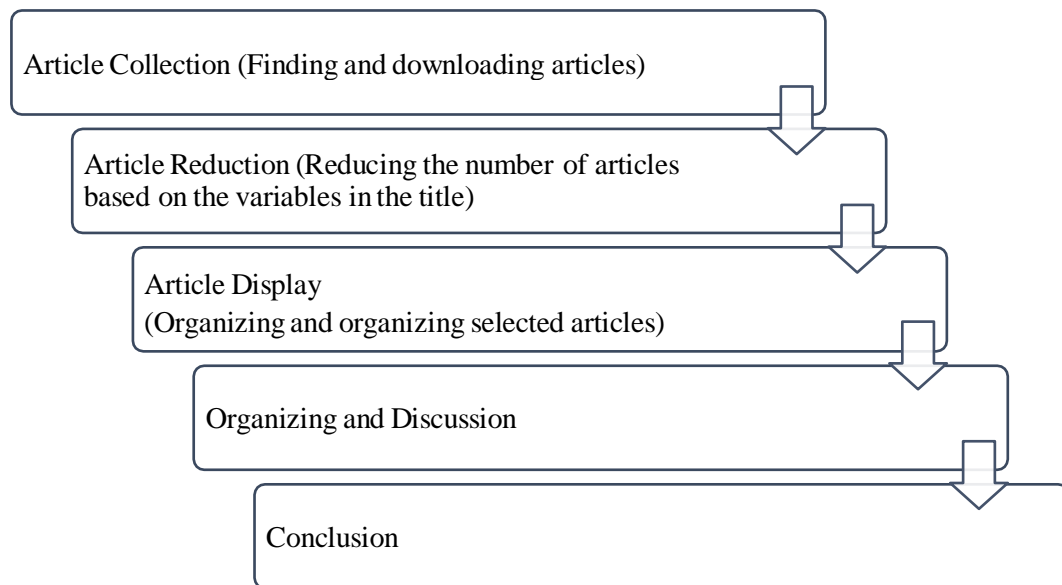 Article Collection (Finding and downloading articles)
Article Reduction (Reducing the number of articles
based on the variables in the title)
Article Display
(Organizing and organizing selected articles)
Organizing and Discussion
Conclusion